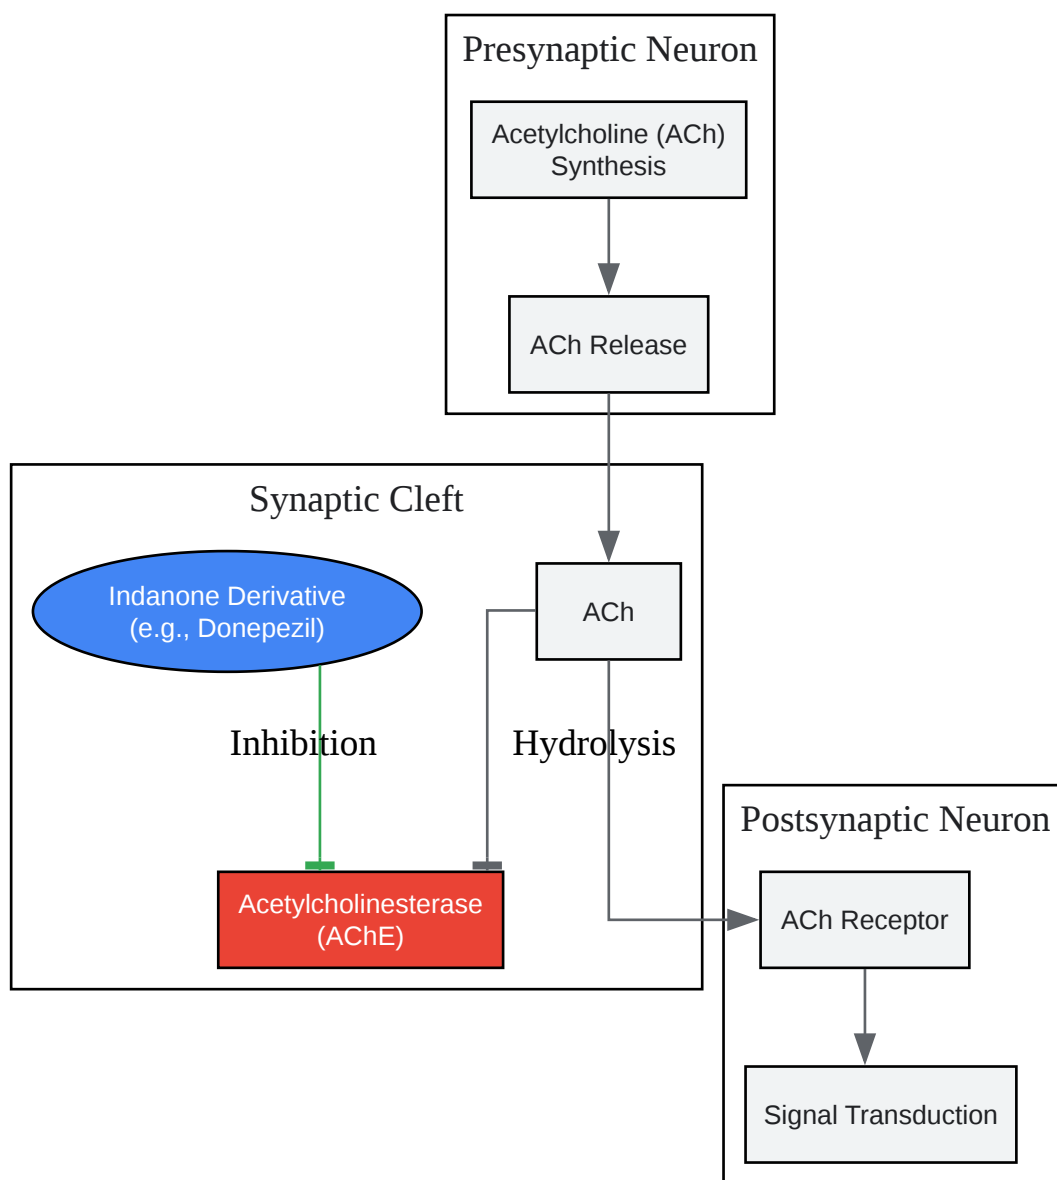 Presynaptic Neuron
Acetylcholine (ACh)
Synthesis
ACh Release
Synaptic Cleft
Indanone Derivative
(e.g., Donepezil)
ACh
Inhibition
Hydrolysis
Acetylcholinesterase
(AChE)
Postsynaptic Neuron
ACh Receptor
Signal Transduction